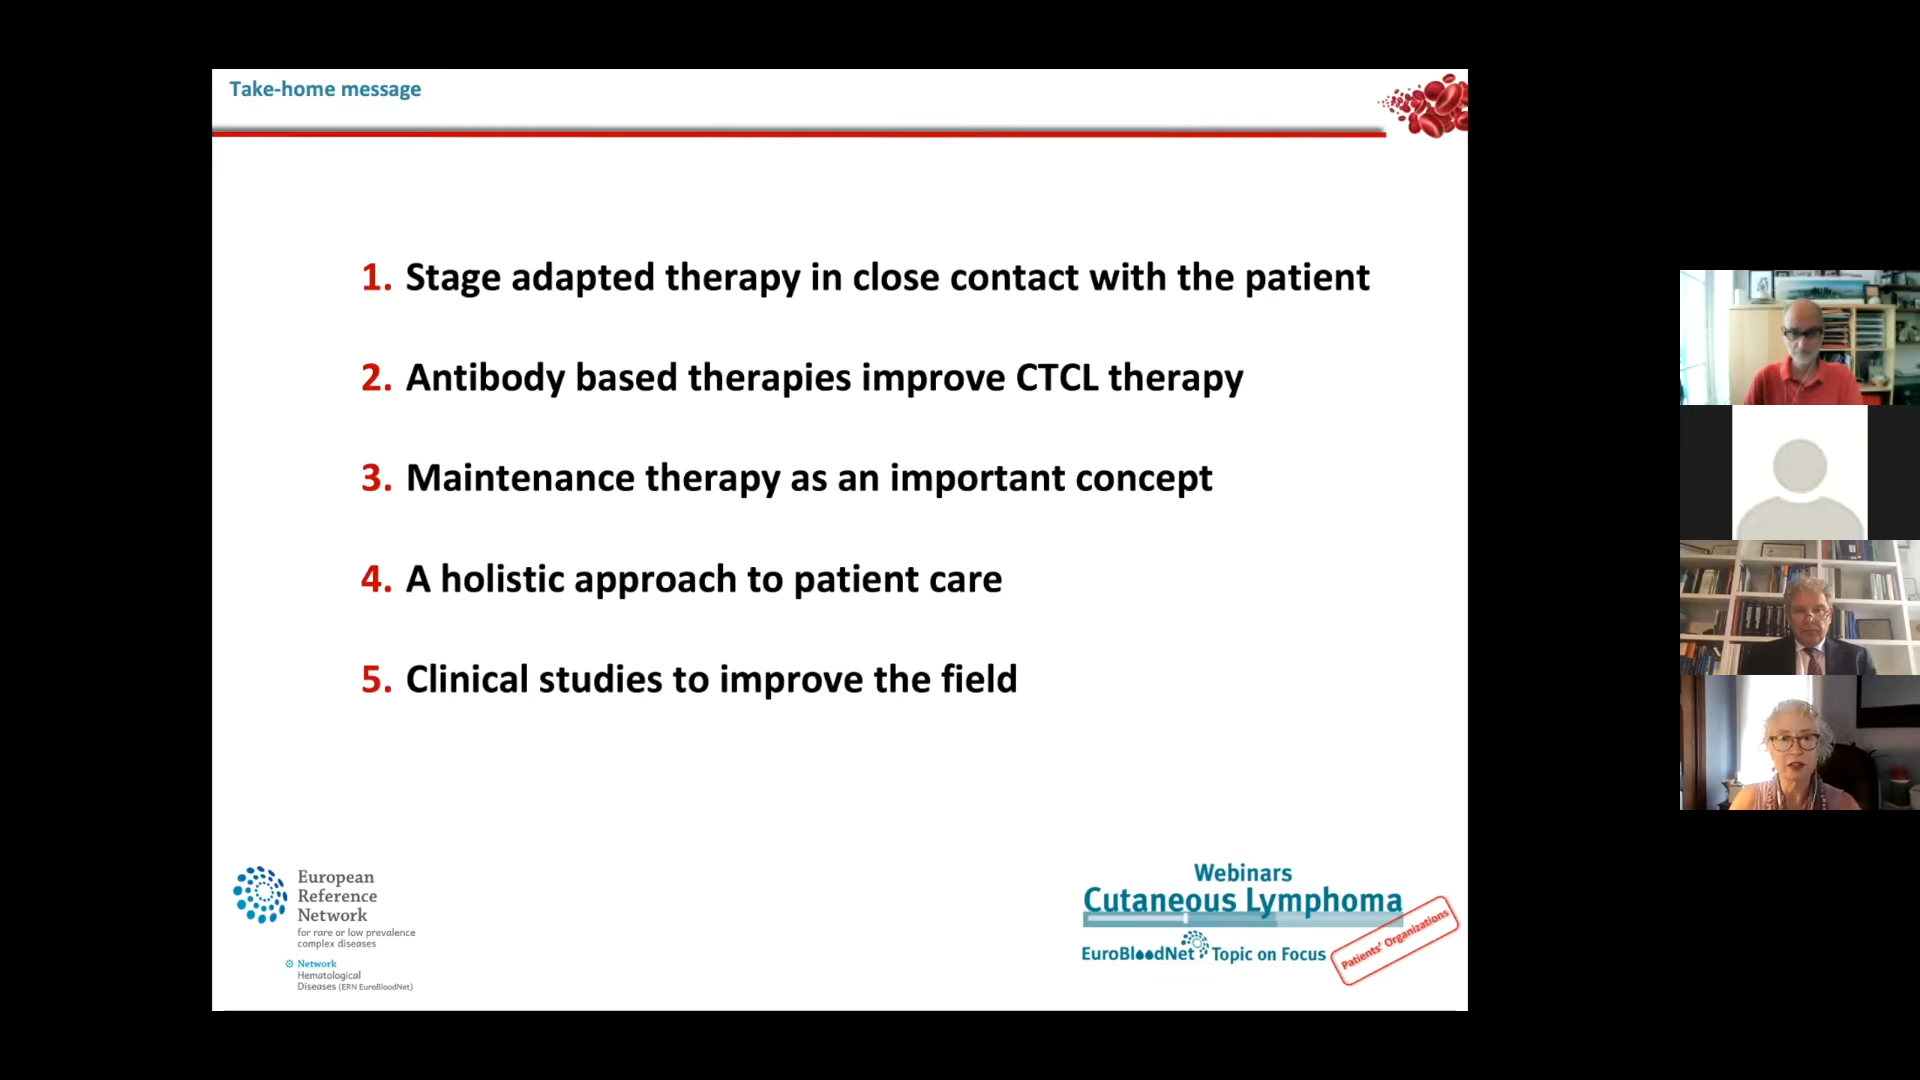 Take-home message
1. Stage adapted therapy in close contact with the patient
2. Antibody based therapies improve CTCL therapy
3. Maintenance therapy as an important concept
4. A holistic approach to patient care
5. Clinical studies to improve the field
European
Reference
Network
for rare or low prevalence
complex diseases
Network
Hematological
Diseases (ERN EuroBloodNet)
Webinars
Cutaneous Lymphoma
EuroBloodNet Topic on Focus
Patients' Organizations